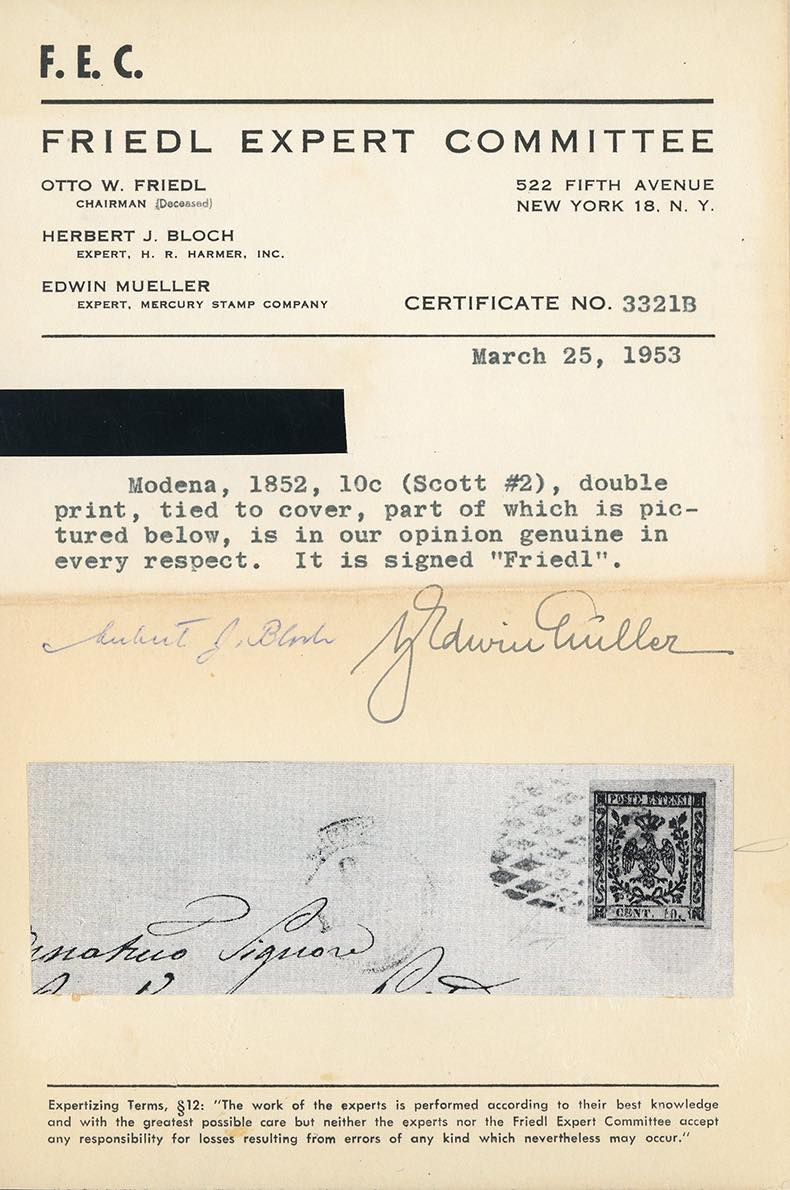 F. E. C.
FRIEDL EXPERT COMMITTEE
OTTO W. FRIEDL
CHAIRMAN (Deceased)
522 FIFTH AVENUE
NEW YORK 18, N. Y.
HERBERT J. BLOCH
EXPERT, H. R. HARMER, INC.
EDWIN MUELLER
EXPERT, MERCURY STAMP COMPANY
CERTIFICATE NO. 3321B
March 25, 1953
Modena, 1852, 10c (Scott #2), double
print, tied to cover, part of which is pic-
tured below, is in our opinion genuine in
every respect. It is signed "Friedl".
Herbert J. Bloch
Edwin Müller
POSTE ESTENSI
CENT. 10.
Signore
Expertizing Terms, §12: "The work of the experts is performed according to their best knowledge
and with the greatest possible care but neither the experts nor the Friedl Expert Committee accept
any responsibility for losses resulting from errors of any kind which nevertheless may occur."